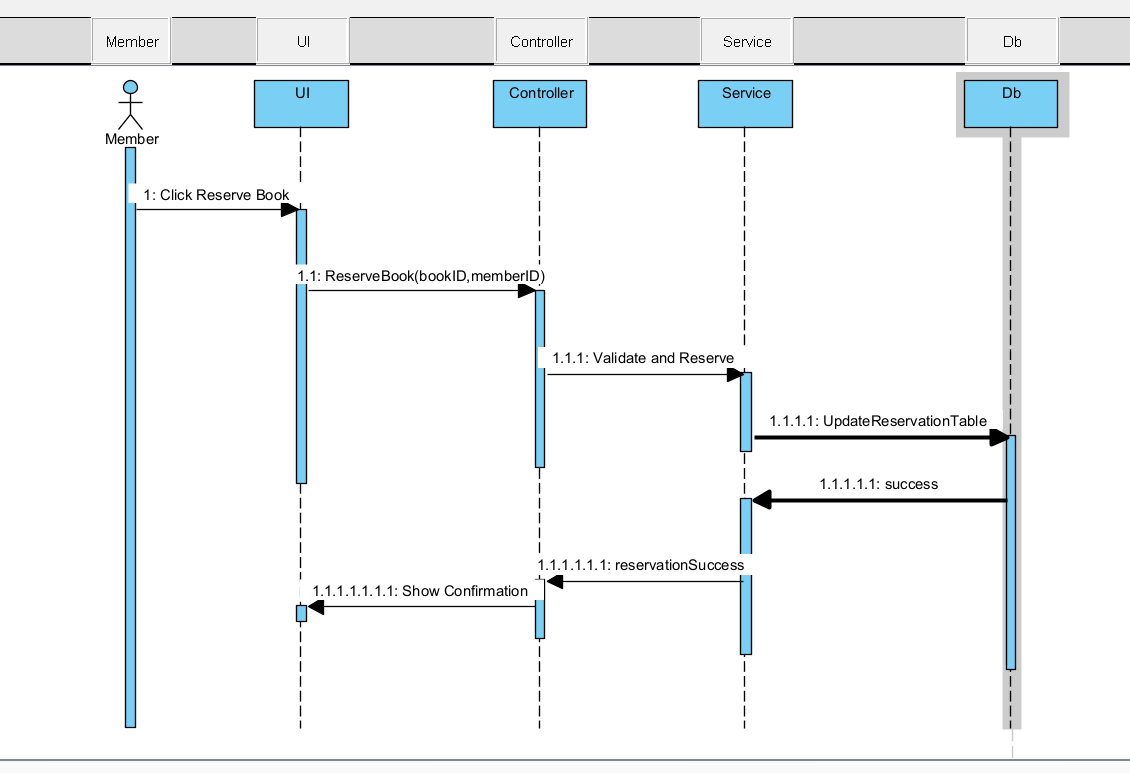 Member
UI
Controller
Service
Db
UI
Controller
Service
Db
Member
1: Click Reserve Book
1.1: ReserveBook(bookID,memberID)
1.1.1: Validate and Reserve
1.1.1.1: UpdateReservationTable
1.1.1.1.1: success
1.1.1.1.1.1: reservationSuccess
1.1.1.1.1.1.1: Show Confirmation